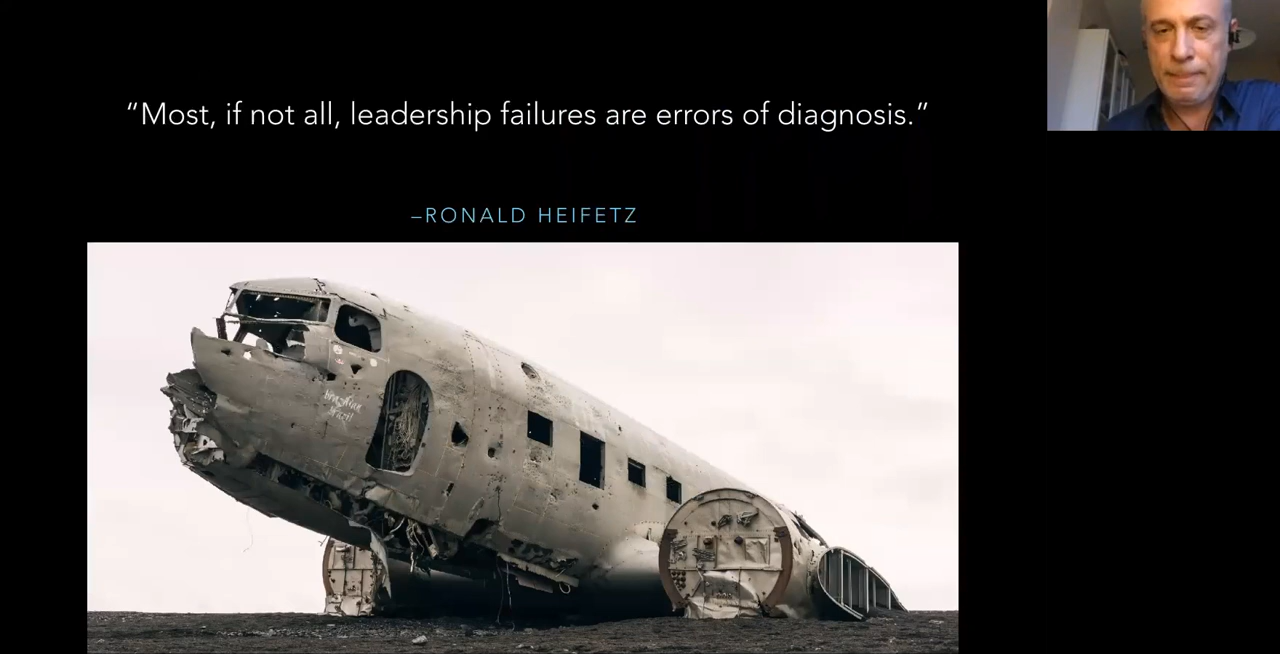 “Most, if not all, leadership failures are errors of diagnosis.”
–RONALD HEIFETZ